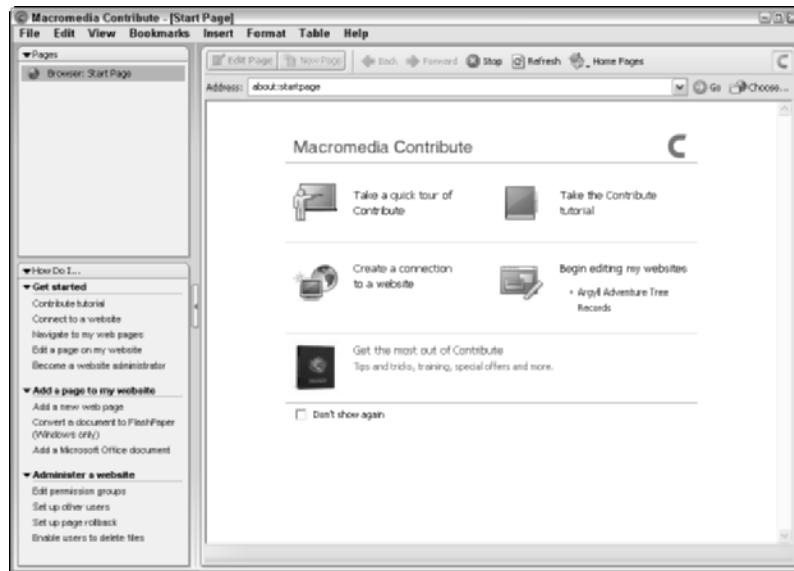 Macromedia Contribute - [Start Page]
File Edit View Bookmarks Insert Format Table Help
Pages
Browser: Start Page
Edit Page New Page Back Forward Stop Refresh Home Pages
Address: about:startpage Go Choose...
Macromedia Contribute
Take a quick tour of
Contribute
Take the Contribute
tutorial
Create a connection
to a website
Begin editing my websites
• Argyll Adventure Tree
Records
Get the most out of Contribute
Tips and tricks, training, special offers and more.
Don't show again
How Do I...
Get started
Contribute tutorial
Connect to a website
Navigate to my web pages
Edit a page on my website
Become a website administrator
Add a page to my website
Add a new web page
Convert a document to FlashPaper
(Windows only)
Add a Microsoft Office document
Administer a website
Edit permission groups
Set up other users
Set up page rollback
Enable users to delete files